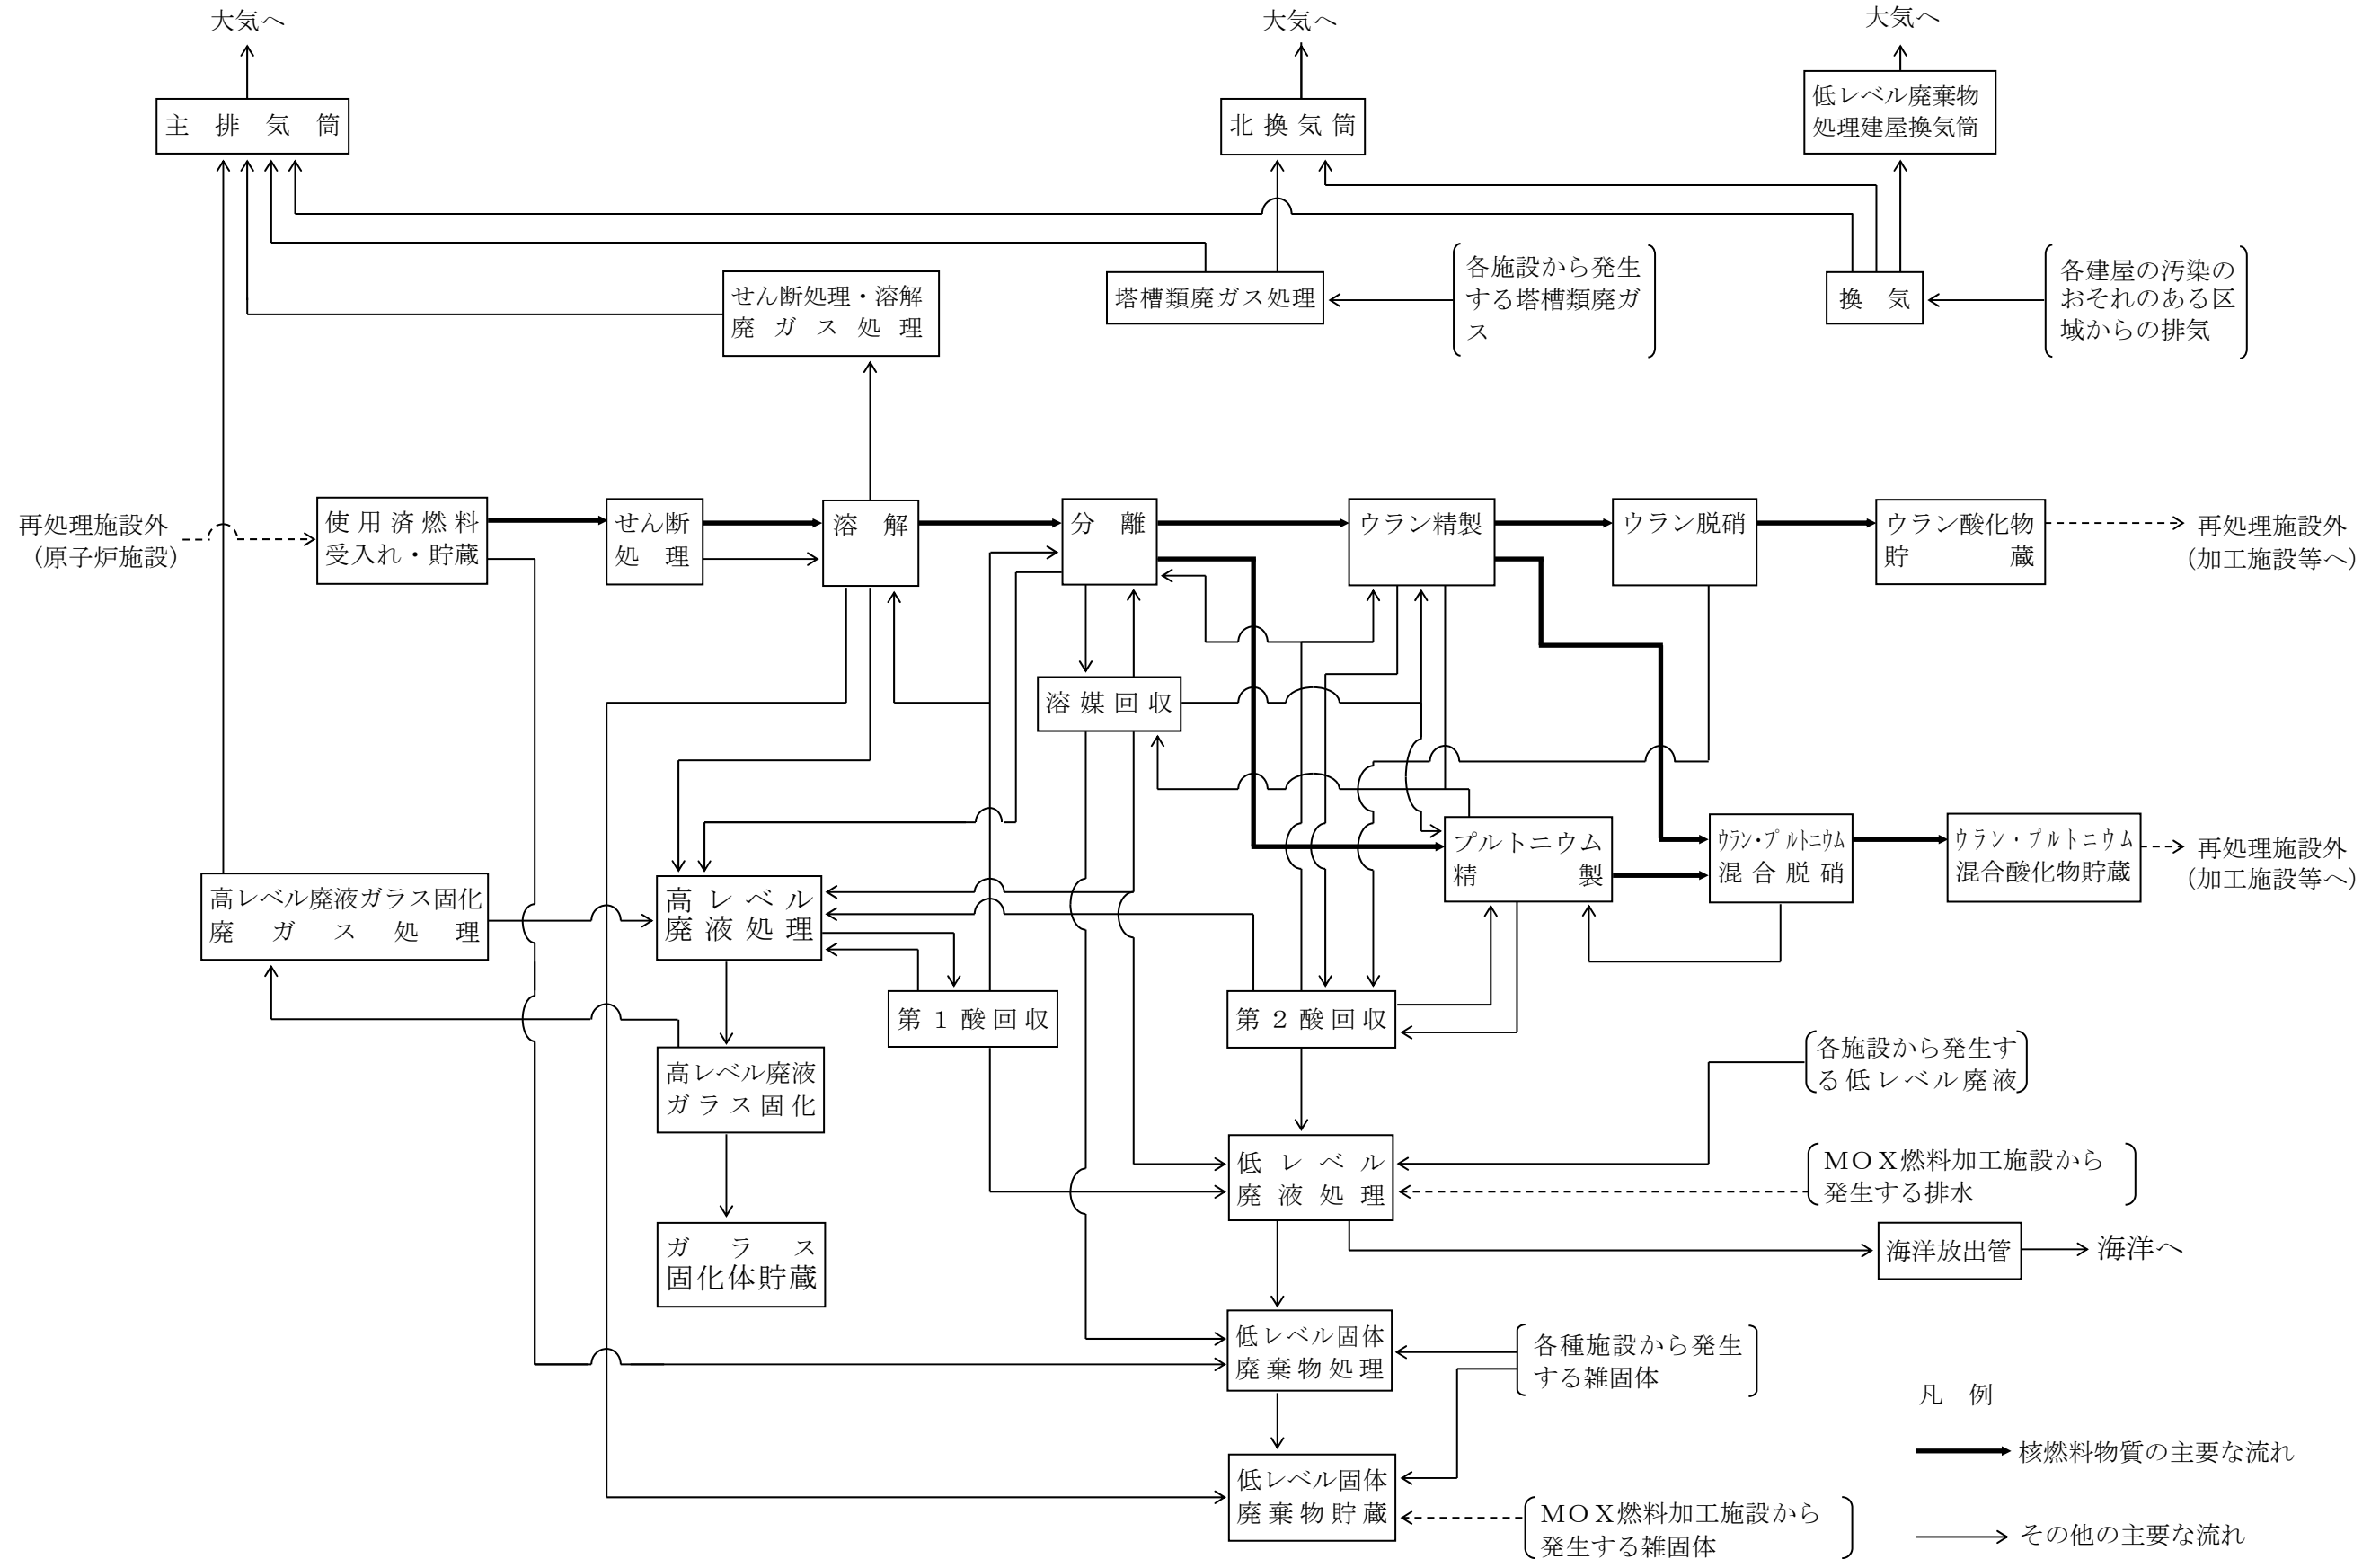 大気へ
大気へ
大気へ
主排気筒
北換気筒
低レベル廃棄物
処理建屋換気筒
せん断処理・溶解
廃ガス処理
塔槽類廃ガス処理
各施設から発生
する塔槽類廃ガ
ス
換気
各建屋の汚染の
おそれのある区
域からの排気
再処理施設外
（原子炉施設）
使用済燃料
受入れ・貯蔵
せん断
処理
溶解
分離
ウラン精製
ウラン脱硝
ウラン酸化物
貯蔵
再処理施設外
（加工施設等へ）
溶媒回収
プルトニウム
精製
ウラン・プルトニウム
混合脱硝
ウラン・プルトニウム
混合酸化物貯蔵
再処理施設外
（加工施設等へ）
高レベル廃液ガラス固化
廃ガス処理
高レベル
廃液処理
第１酸回収
第２酸回収
高レベル廃液
ガラス固化
各施設から発生す
る低レベル廃液
低レベル
廃液処理
ＭＯＸ燃料加工施設から
発生する排水
ガラス
固化体貯蔵
海洋放出管
海洋へ
低レベル固体
廃棄物処理
各種施設から発生
する雑固体
低レベル固体
廃棄物貯蔵
ＭＯＸ燃料加工施設から
発生する雑固体
凡例
核燃料物質の主要な流れ
その他の主要な流れ